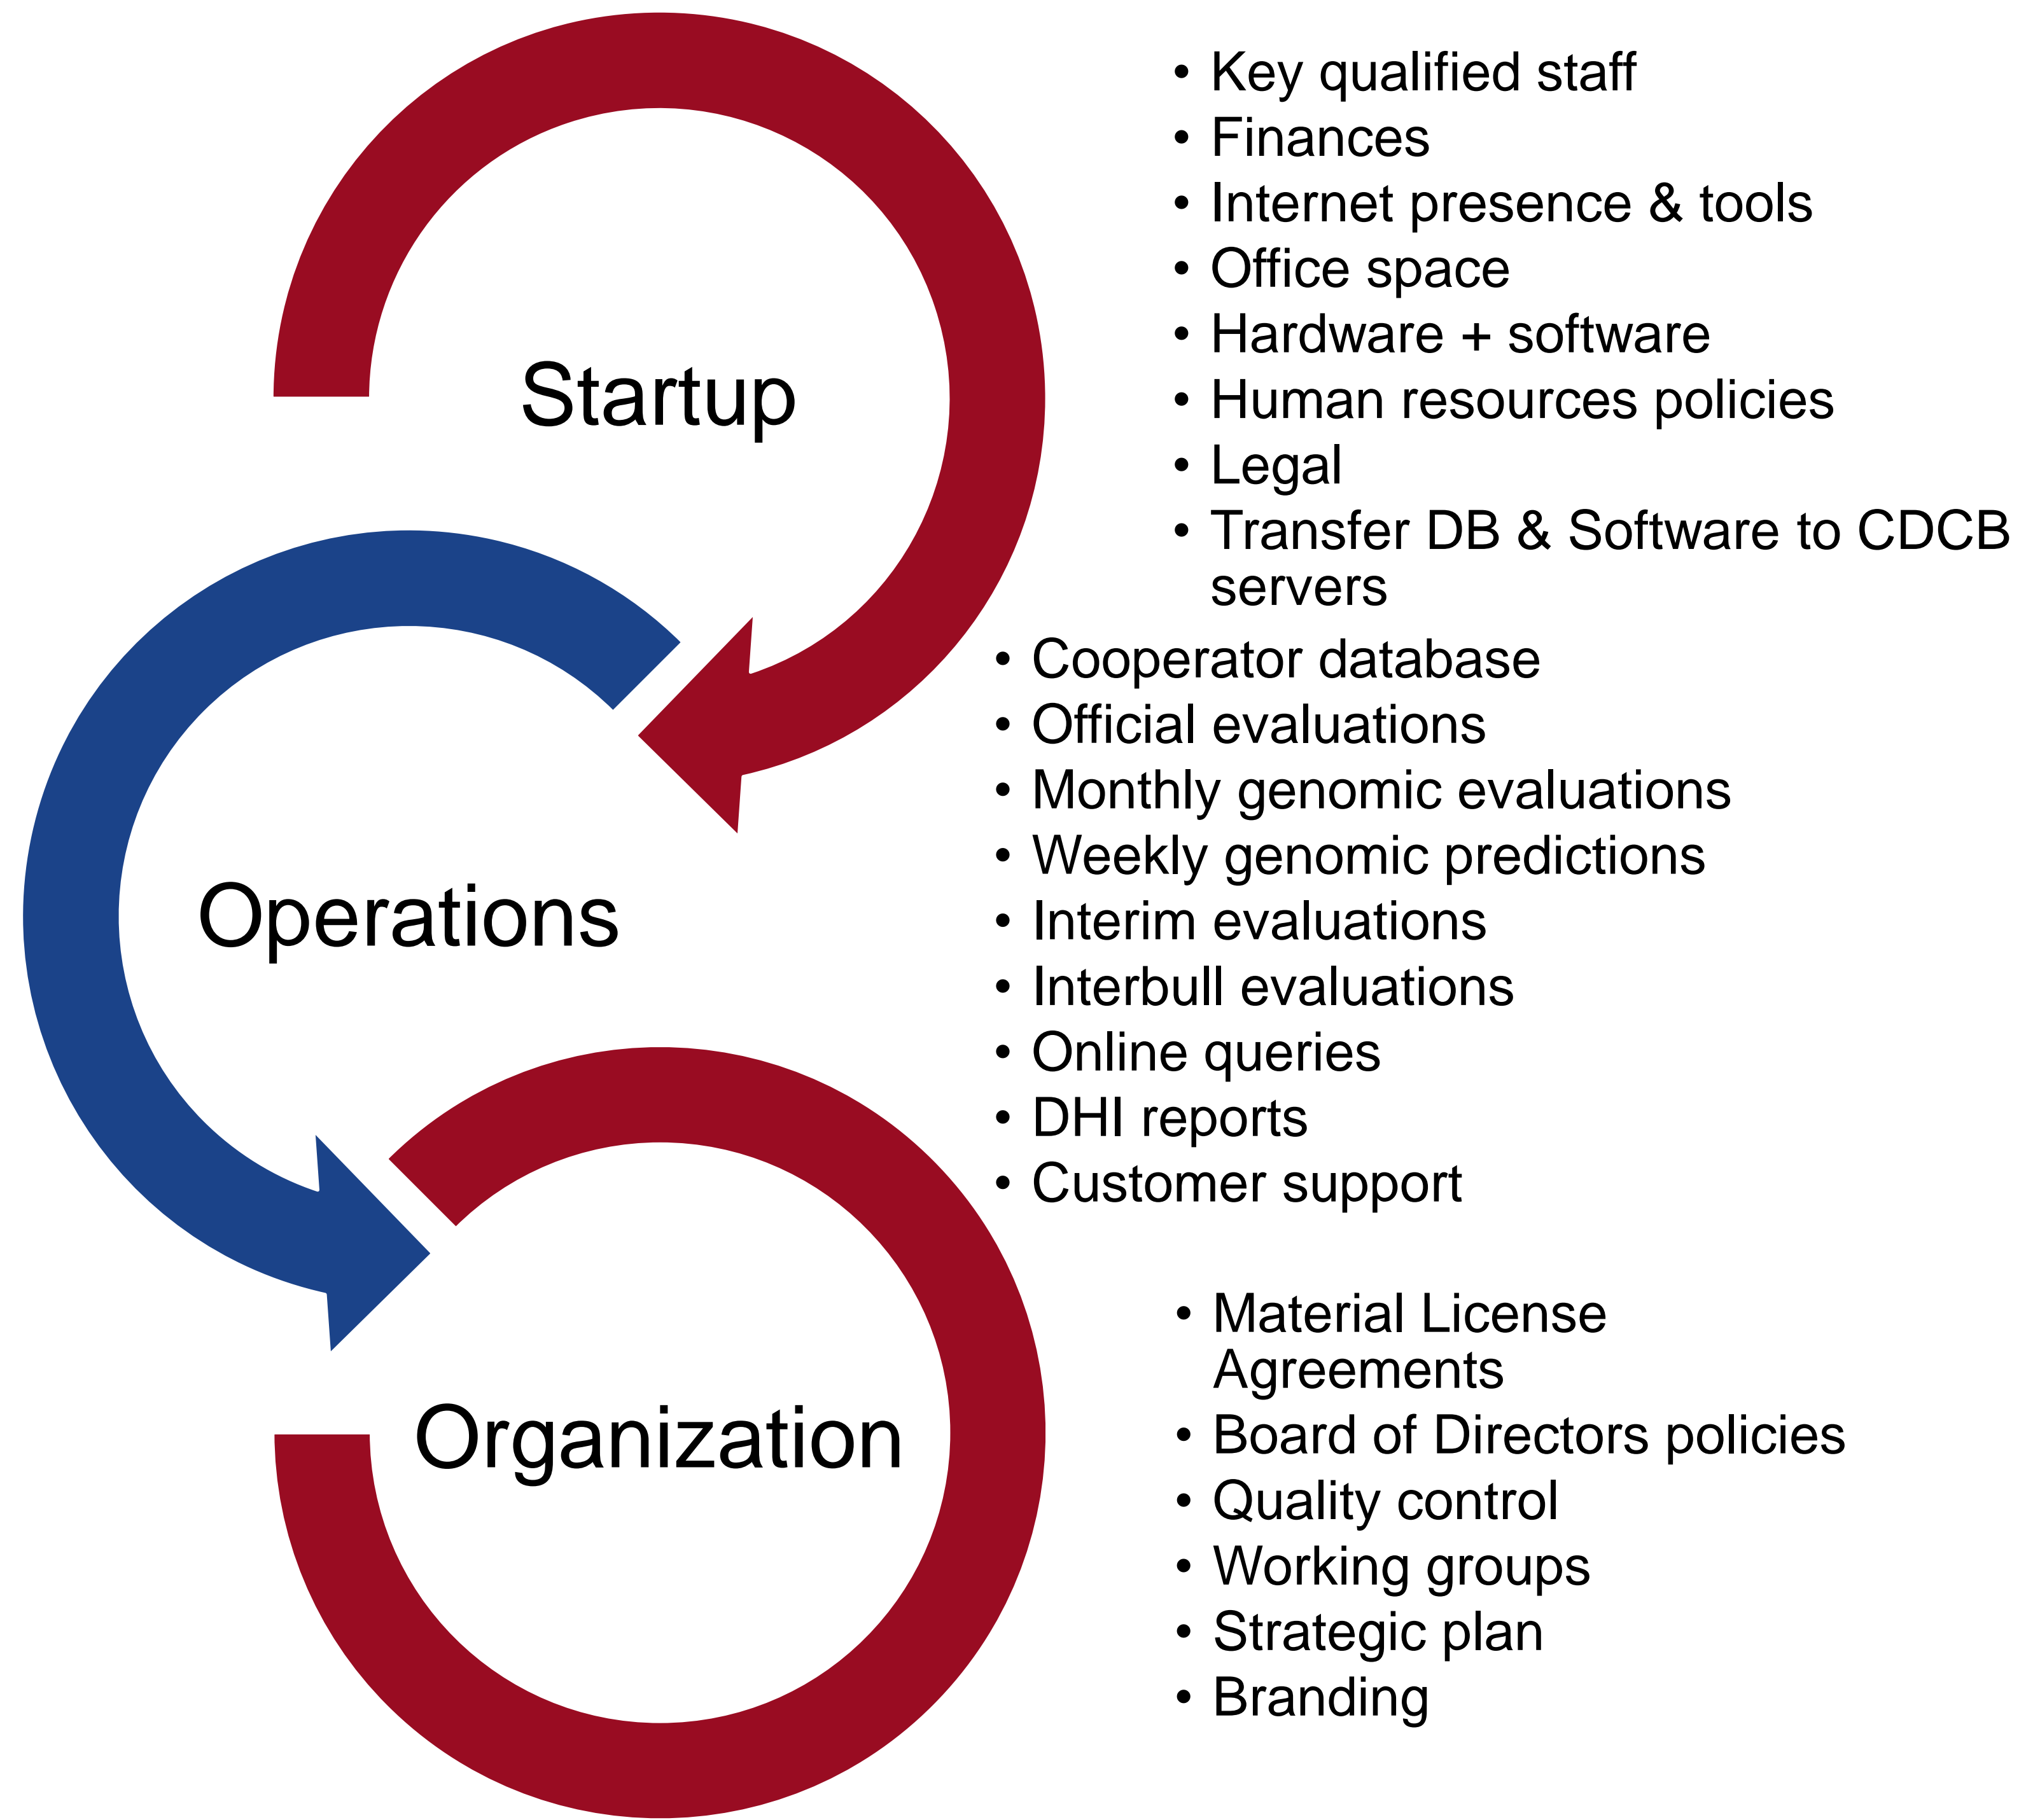 Startup
• Key qualified staff
• Finances
• Internet presence & tools
• Office space
• Hardware + software
• Human resources policies
• Legal
• Transfer DB & Software to CDCB
servers
Operations
• Cooperator database
• Official evaluations
• Monthly genomic evaluations
• Weekly genomic predictions
• Interim evaluations
• Interbull evaluations
• Online queries
• DHI reports
• Customer support
Organization
• Material License
Agreements
• Board of Directors policies
• Quality control
• Working groups
• Strategic plan
• Branding